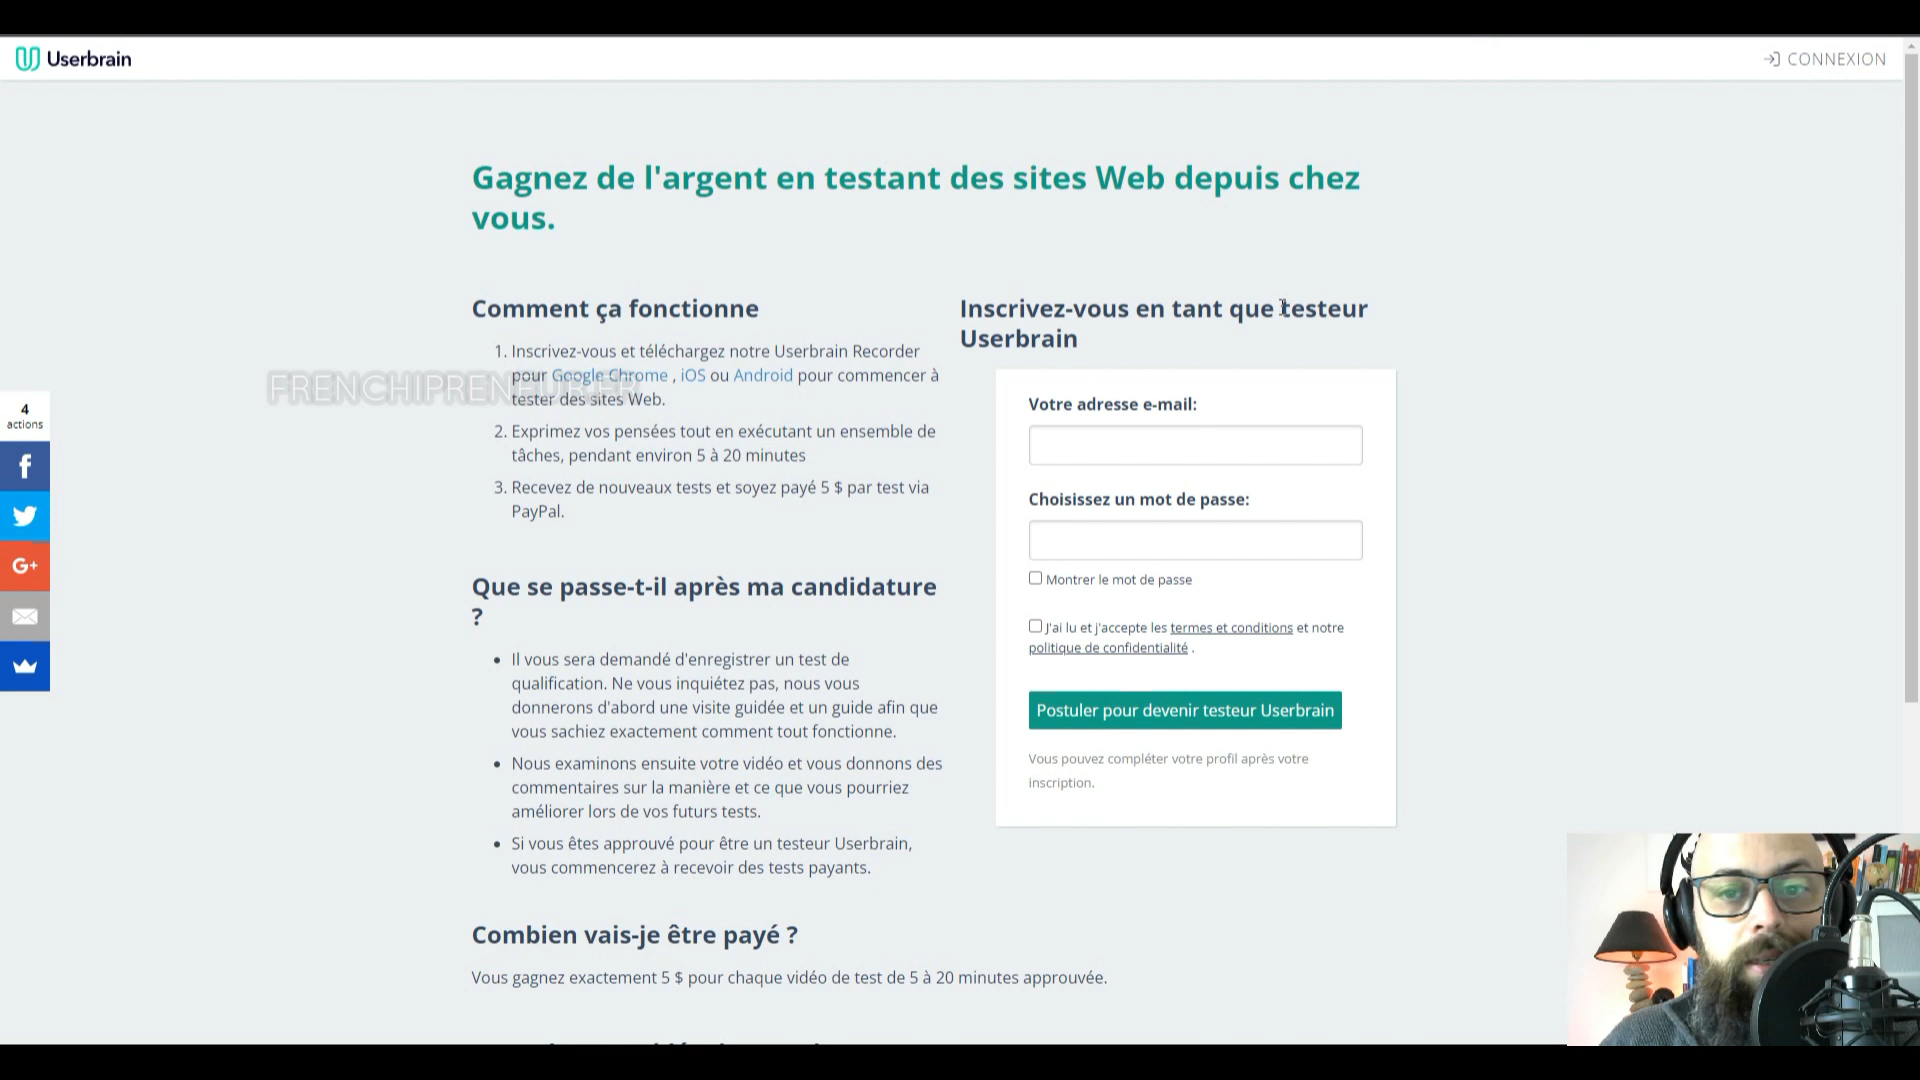 Userbrain
CONNEXION
Gagnez de l'argent en testant des sites Web depuis chez
vous.
Comment ça fonctionne
1. Inscrivez-vous et téléchargez notre Userbrain Recorder
pour Google Chrome , iOS ou Android pour commencer à
tester des sites Web.
2. Exprimez vos pensées tout en exécutant un ensemble de
tâches, pendant environ 5 à 20 minutes
3. Recevez de nouveaux tests et soyez payé 5 $ par test via
PayPal.
FRENCHIPRENEUR.FR
4
actions
f
G+
Que se passe-t-il après ma candidature
?
• Il vous sera demandé d'enregistrer un test de
qualification. Ne vous inquiétez pas, nous vous
donnerons d'abord une visite guidée et un guide afin que
vous sachiez exactement comment tout fonctionne.
• Nous examinons ensuite votre vidéo et vous donnons des
commentaires sur la manière et ce que vous pourriez
améliorer lors de vos futurs tests.
• Si vous êtes approuvé pour être un testeur Userbrain,
vous commencerez à recevoir des tests payants.
Inscrivez-vous en tant que testeur
Userbrain
Votre adresse e-mail:
Choisissez un mot de passe:
Montrer le mot de passe
J'ai lu et j'accepte les termes et conditions et notre
politique de confidentialité .
Postuler pour devenir testeur Userbrain
Vous pouvez compléter votre profil après votre
inscription.
Combien vais-je être payé ?
Vous gagnez exactement 5 $ pour chaque vidéo de test de 5 à 20 minutes approuvée.